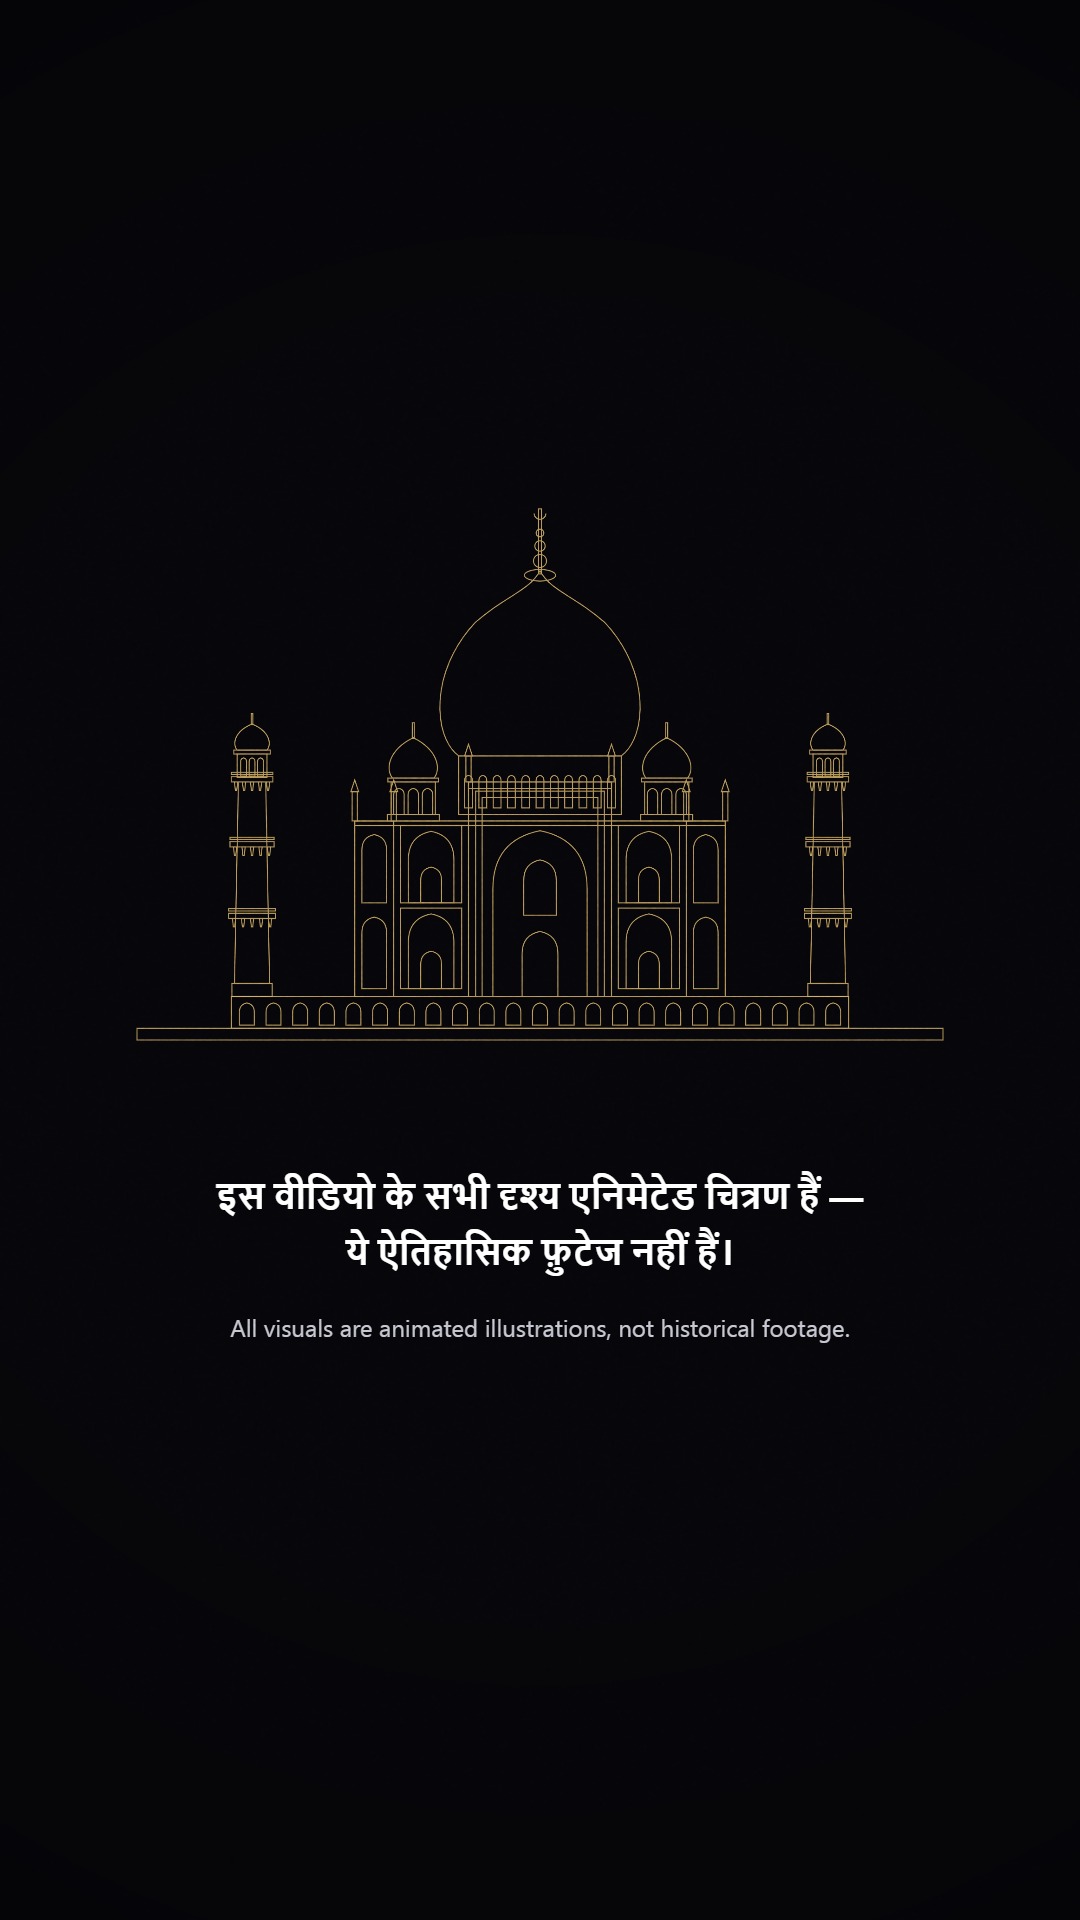 इस वीडियो के सभी दृश्य एनिमेटेड चित्रण हैं —
ये ऐतिहासिक फ़ुटेज नहीं हैं।
All visuals are animated illustrations, not historical footage.